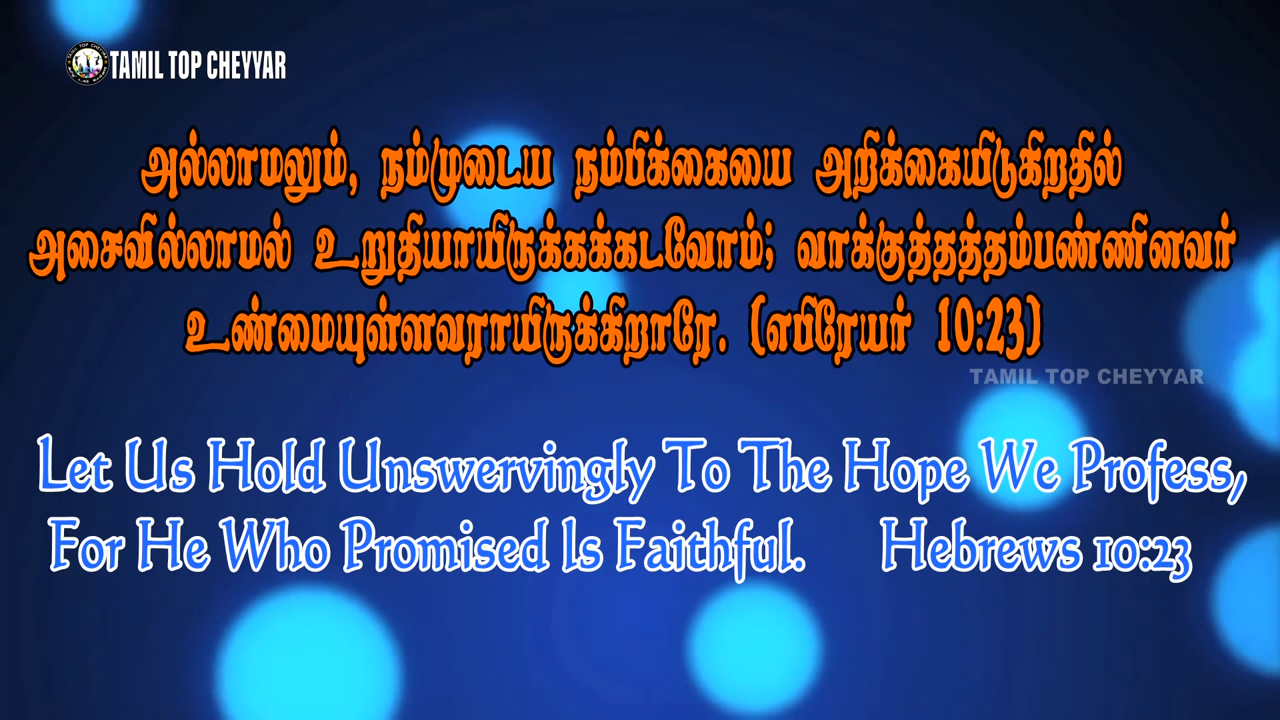 TAMIL TOP CHEYYAR
அல்லாமலும், நம்முடைய நம்பிக்கையை அறிக்கையிடுகிறதில்
அசைவில்லாமல் உறுதியாயிருக்கக்கடவோம்; வாக்குத்தத்தம்பண்ணினவர்
உண்மையுள்ளவராயிருக்கிறாரே. (எபிரேயர் 10:23)
TAMIL TOP CHEYYAR
Let Us Hold Unswervingly To The Hope We Profess,
For He Who Promised Is Faithful. Hebrews 10:23